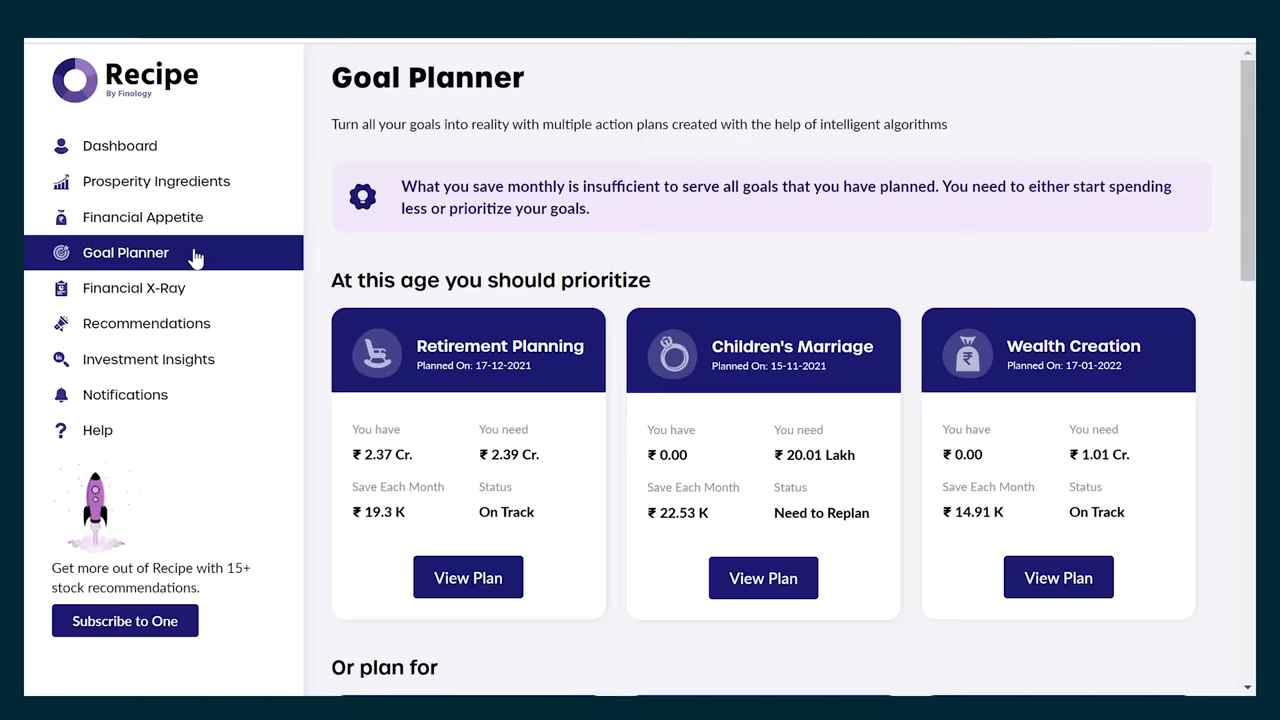 Recipe
By Finology
Dashboard
Prosperity Ingredients
Financial Appetite
Goal Planner
Financial X-Ray
Recommendations
Investment Insights
Notifications
Help
Get more out of Recipe with 15+
stock recommendations.
Subscribe to One
Goal Planner
Turn all your goals into reality with multiple action plans created with the help of intelligent algorithms
What you save monthly is insufficient to serve all goals that you have planned. You need to either start spending
less or prioritize your goals.
At this age you should prioritize
Retirement Planning
Planned On: 17-12-2021
You have You need
₹ 2.37 Cr. ₹ 2.39 Cr.
Save Each Month Status
₹ 19.3 K On Track
View Plan
Children's Marriage
Planned On: 15-11-2021
You have You need
₹ 0.00 ₹ 20.01 Lakh
Save Each Month Status
₹ 22.53 K Need to Replan
View Plan
Wealth Creation
Planned On: 17-01-2022
You have You need
₹ 0.00 ₹ 1.01 Cr.
Save Each Month Status
₹ 14.91 K On Track
View Plan
Or plan for